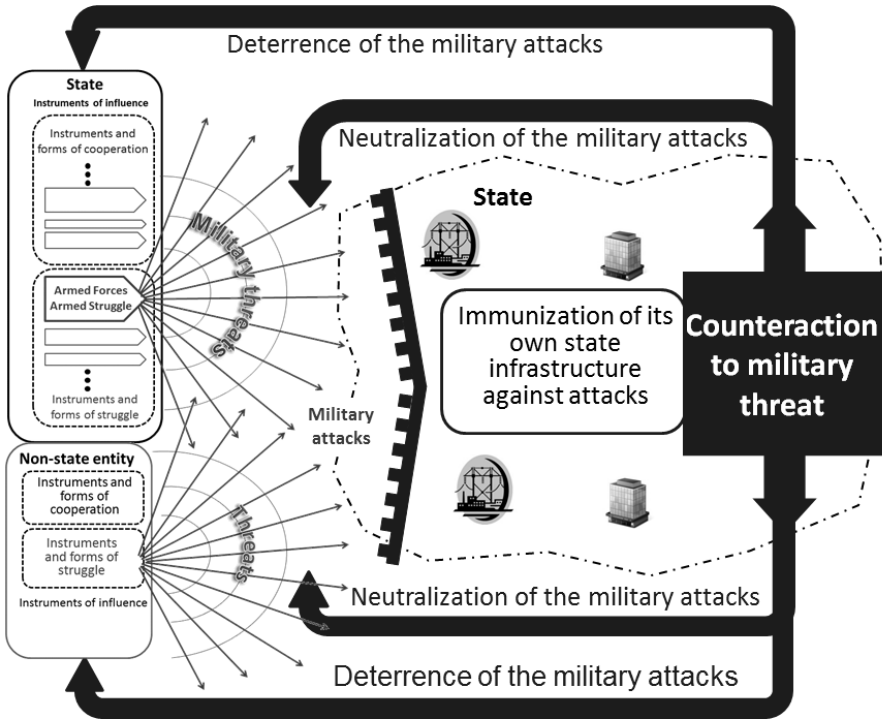 Deterrence of the military attacks
State
Instruments of influence
Instruments and
forms of cooperation
Armed Forces
Armed Struggle
Instruments and
forms of struggle
Military threats
Neutralization of the military attacks
State
Immunization of its
own state
infrastructure
against attacks
Counteraction
to military
threat
Military
attacks
Non-state entity
Instruments and
forms of
cooperation
Instruments
and forms of
struggle
Instruments of influence
Threats
Neutralization of the military attacks
Deterrence of the military attacks